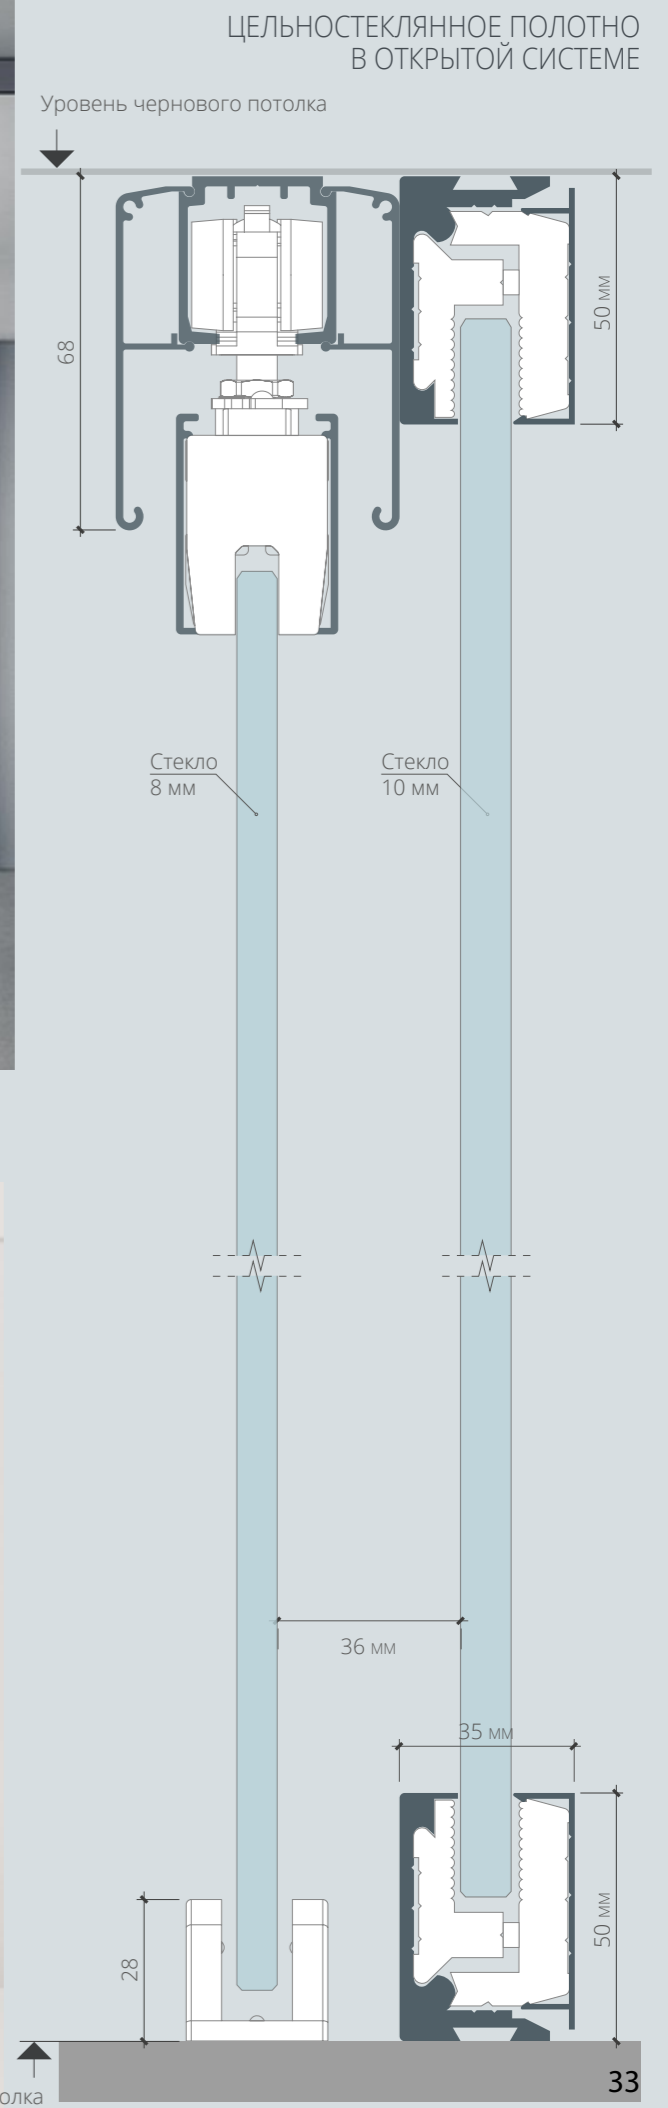 ЦЕЛЬНОСТЕКЛЯННОЕ ПОЛОТНО
В ОТКРЫТОЙ СИСТЕМЕ
Уровень чернового потолка
68
50 мм
Стекло
8 мм
Стекло
10 мм
36 мм
35 мм
28
50 мм
33